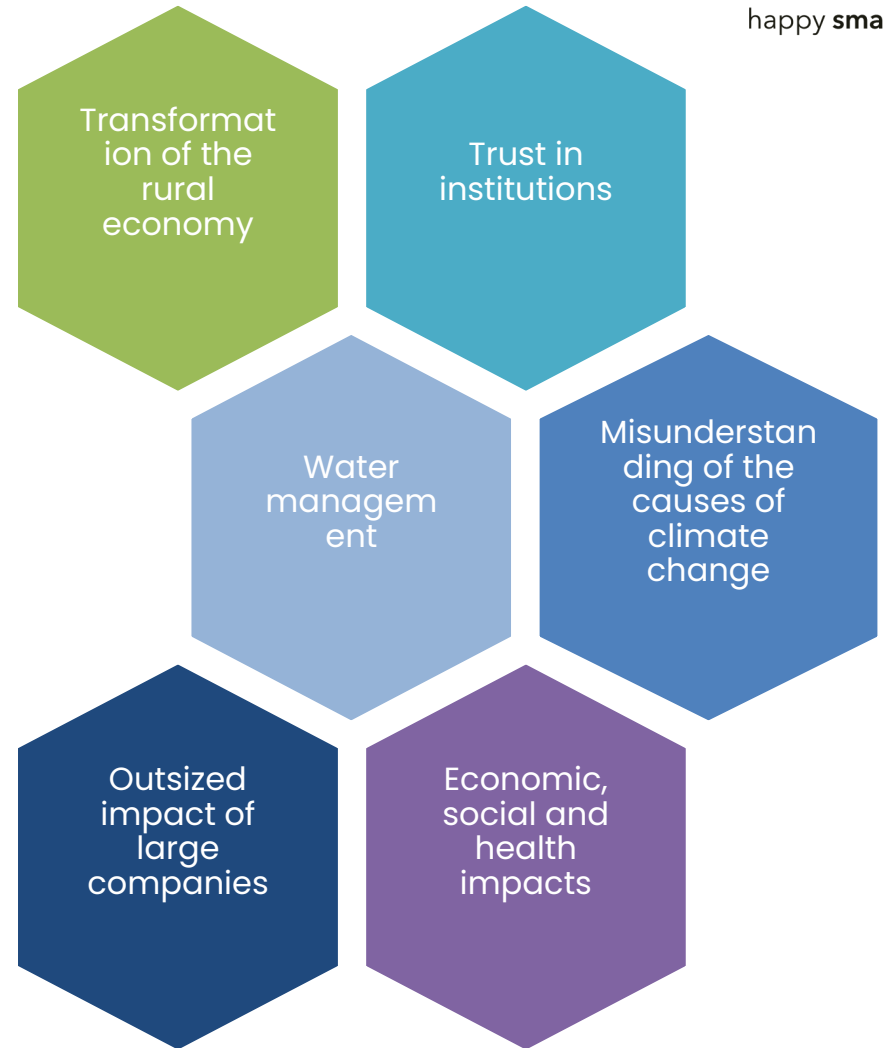 happy sma
Transformat
ion of the
rural
economy
Trust in
institutions
Water
managem
ent
Misunderstan
ding of the
causes of
climate
change
Outsized
impact of
large
companies
Economic,
social and
health
impacts